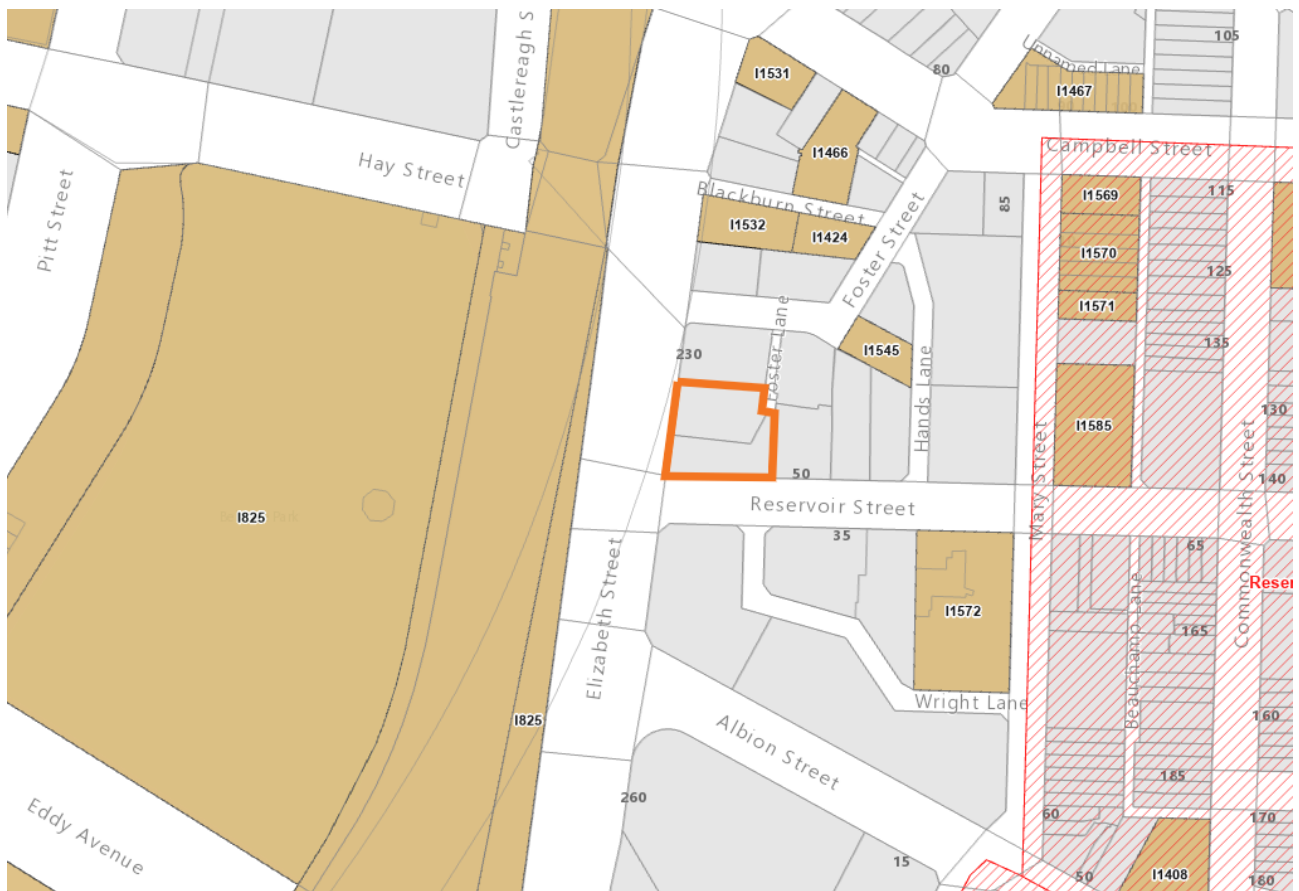 Castlereagh S
105
I1531
80
Unnamed Lane
I1467
100
I1466
Campbell Street
Hay Street
Pitt Street
Blackburn Street
I1532
I1424
85
I1569
115
Foster Street
I1570
125
I1571
I1545
135
230
Foster Lane
Hands Lane
Mary Street
I1585
130
Commonwealth Street
50
140
Reservoir Street
I825
35
65
Reser
Elizabeth Street
I1572
Beauchamp Lane
165
Wright Lane
160
I825
Albion Street
185
260
60
170
Eddy Avenue
15
50
I1408
180